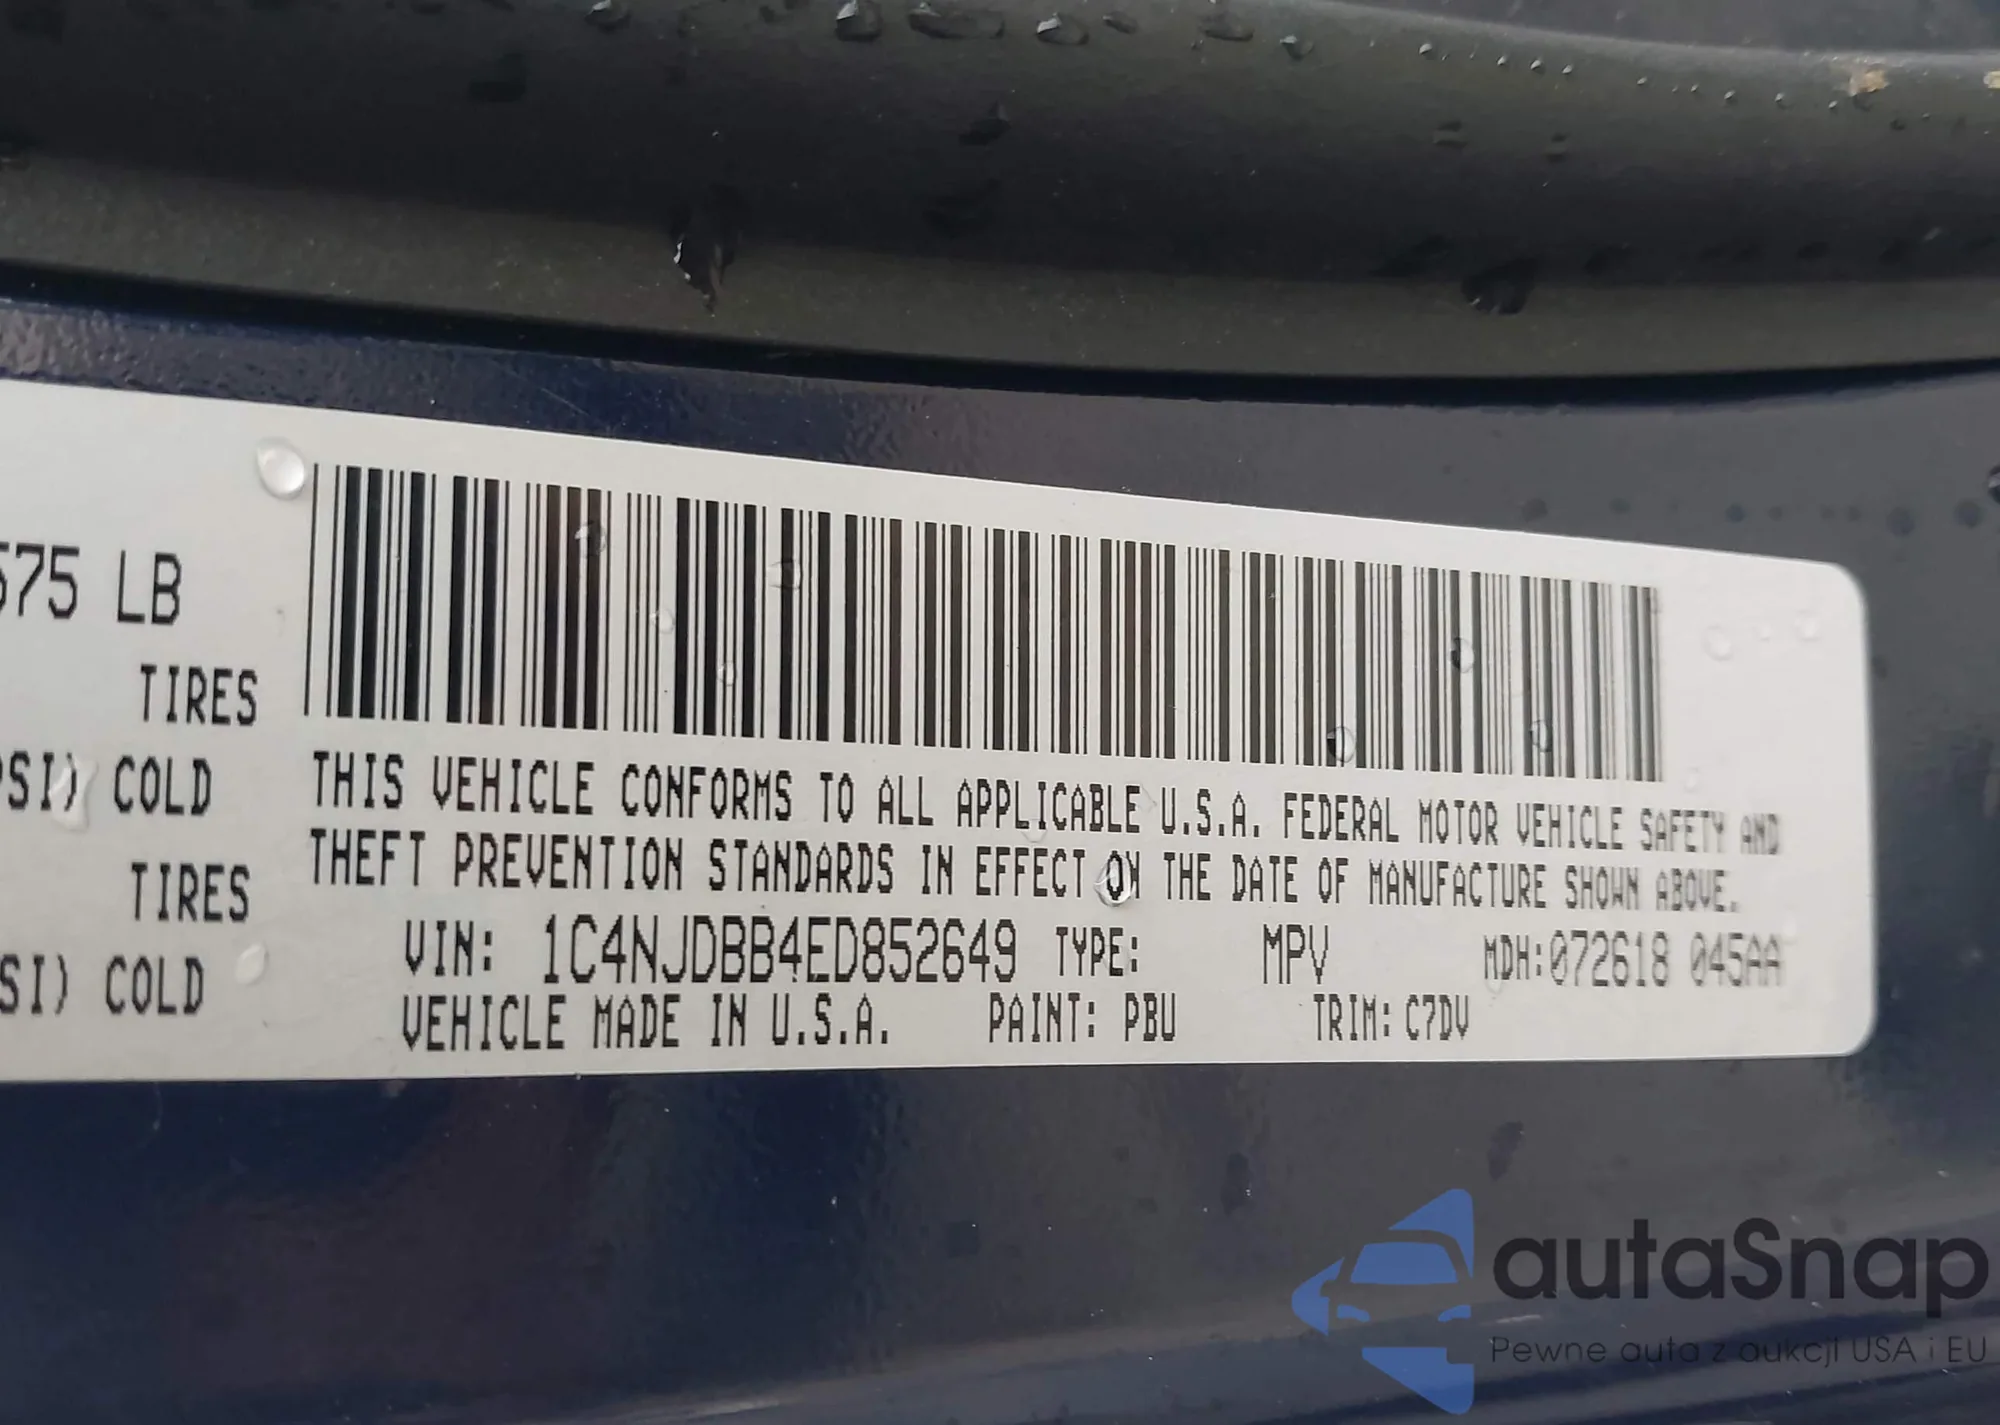 575 LB
TIRES
PSI) COLD
TIRES
SI) COLD
THIS VEHICLE CONFORMS TO ALL APPLICABLE U.S.A. FEDERAL MOTOR VEHICLE SAFETY AND
THEFT PREVENTION STANDARDS IN EFFECT ON THE DATE OF MANUFACTURE SHOWN ABOVE.
VIN: 1C4NJDBB4ED852649 TYPE: MPV MDH:072618 045AA
VEHICLE MADE IN U.S.A. PAINT: PBU TRIM: C7DV
autaSnap
Pewne auta z aukcji USA i EU